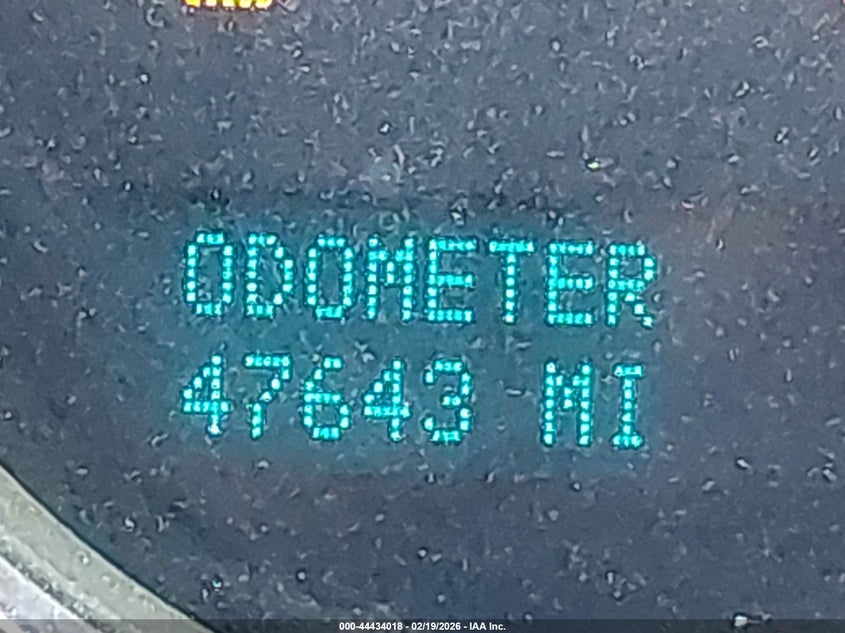 ODOMETER
47643 MI
000-44434018 - 02/19/2026 - IAA Inc.